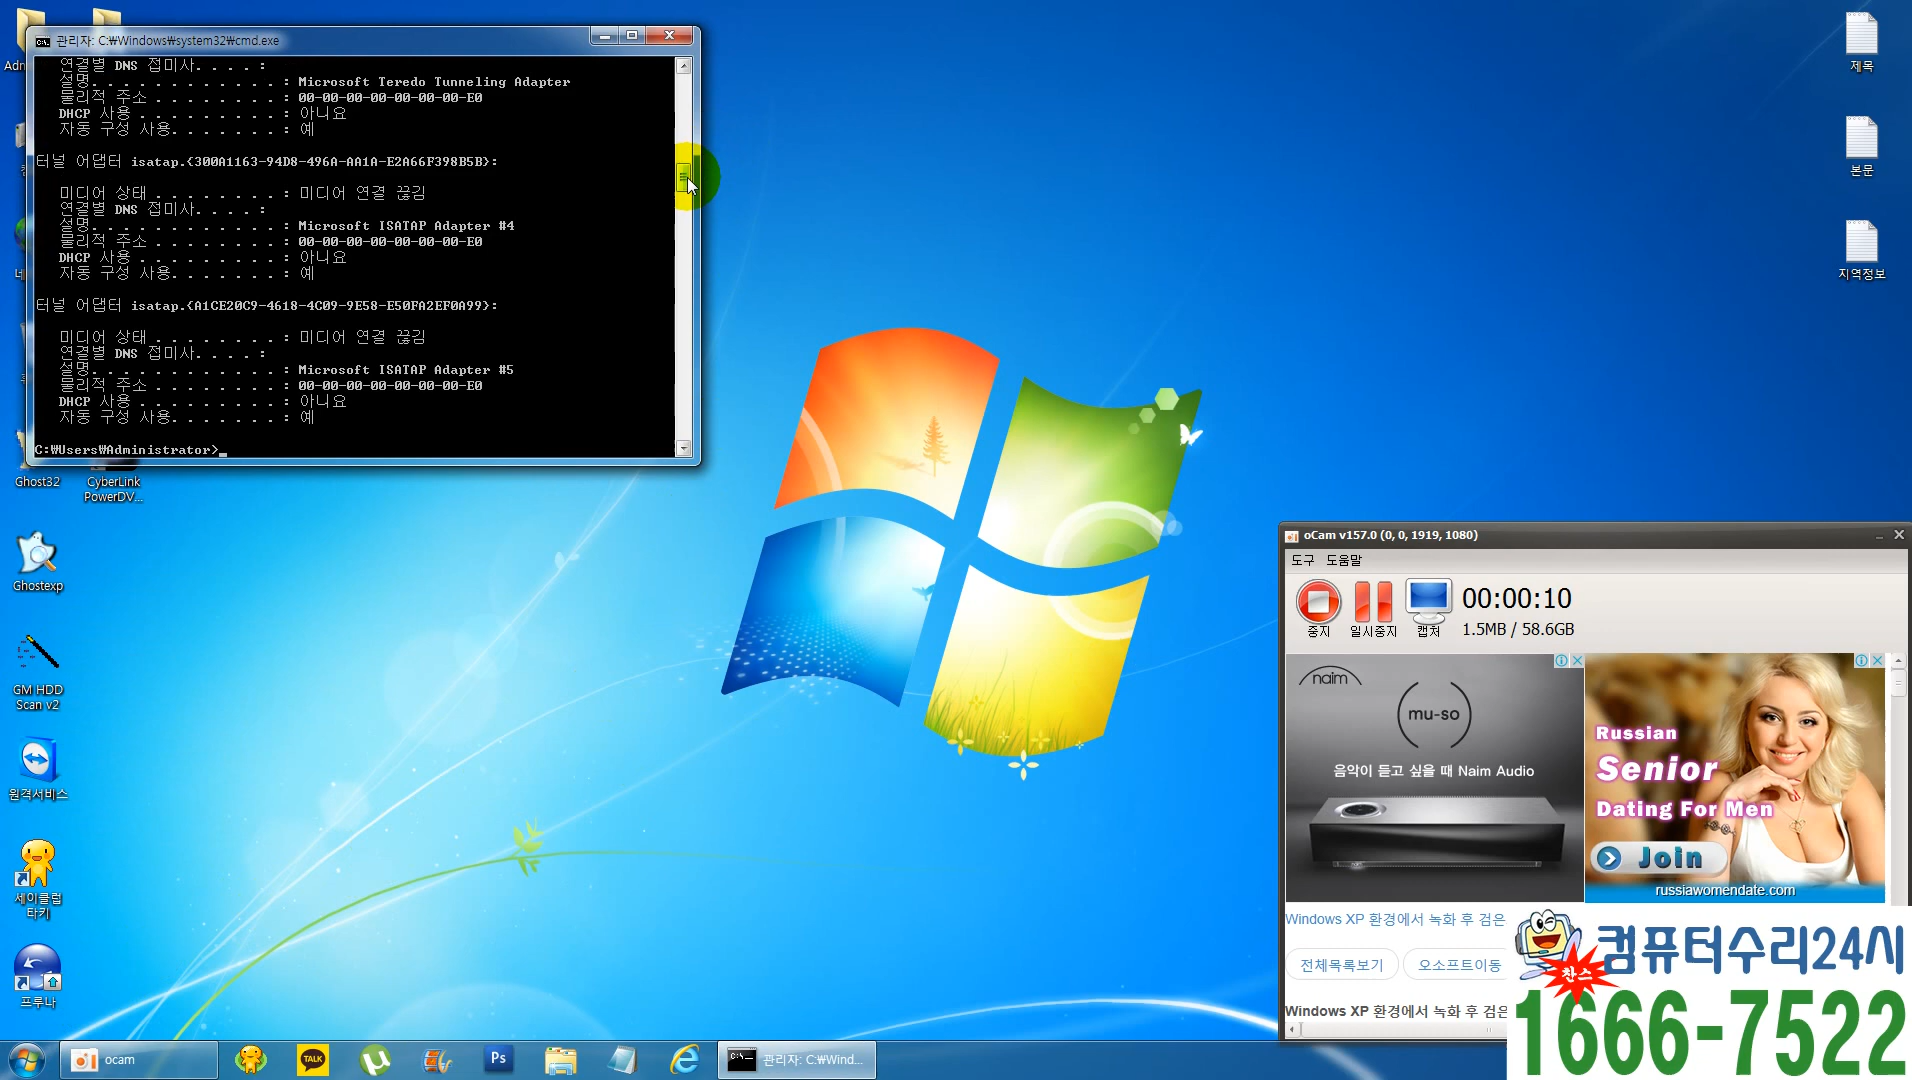 관리자: C:₩Windows₩system32₩cmd.exe
연결별 DNS 접미사. . . . :
설명. . . . . . . . . . . . : Microsoft Teredo Tunneling Adapter
물리적 주소 . . . . . . . . : 00-00-00-00-00-00-00-E0
DHCP 사용 . . . . . . . . . : 아니요
자동 구성 사용. . . . . . . : 예
터널 어댑터 isatap.{300A1163-94D8-496A-AA1A-E2A66F398B5B}:
미디어 상태 . . . . . . . . : 미디어 연결 끊김
연결별 DNS 접미사. . . . :
설명. . . . . . . . . . . . : Microsoft ISATAP Adapter #4
물리적 주소 . . . . . . . . : 00-00-00-00-00-00-00-E0
DHCP 사용 . . . . . . . . . : 아니요
자동 구성 사용. . . . . . . : 예
터널 어댑터 isatap.{A1CE20C9-4618-4C09-9E58-E50FA2EF0A99}:
미디어 상태 . . . . . . . . : 미디어 연결 끊김
연결별 DNS 접미사. . . . :
설명. . . . . . . . . . . . : Microsoft ISATAP Adapter #5
물리적 주소 . . . . . . . . : 00-00-00-00-00-00-00-E0
DHCP 사용 . . . . . . . . . : 아니요
자동 구성 사용. . . . . . . : 예
C:₩Users₩Administrator>_
Ghost32
CyberLink
PowerDV...
Ghostexp
GM HDD
Scan v2
원격서비스
세이클럽
타키
프루나
제목
본문
지역정보
oCam v157.0 (0, 0, 1919, 1080)
도구 도움말
00:00:10
중지 일시중지 캡처 1.5MB / 58.6GB
naim
mu-so
음악이 듣고 싶을 때 Naim Audio
Russian
Senior
Dating For Men
Join
russiawomendate.com
Windows XP 환경에서 녹화 후 검은
전체목록보기 오소프트이동
Windows XP 환경에서 녹화 후 검은
찬스
컴퓨터수리24시
1666-7522
ocam
TALK
Ps
관리자: C:₩Wind...